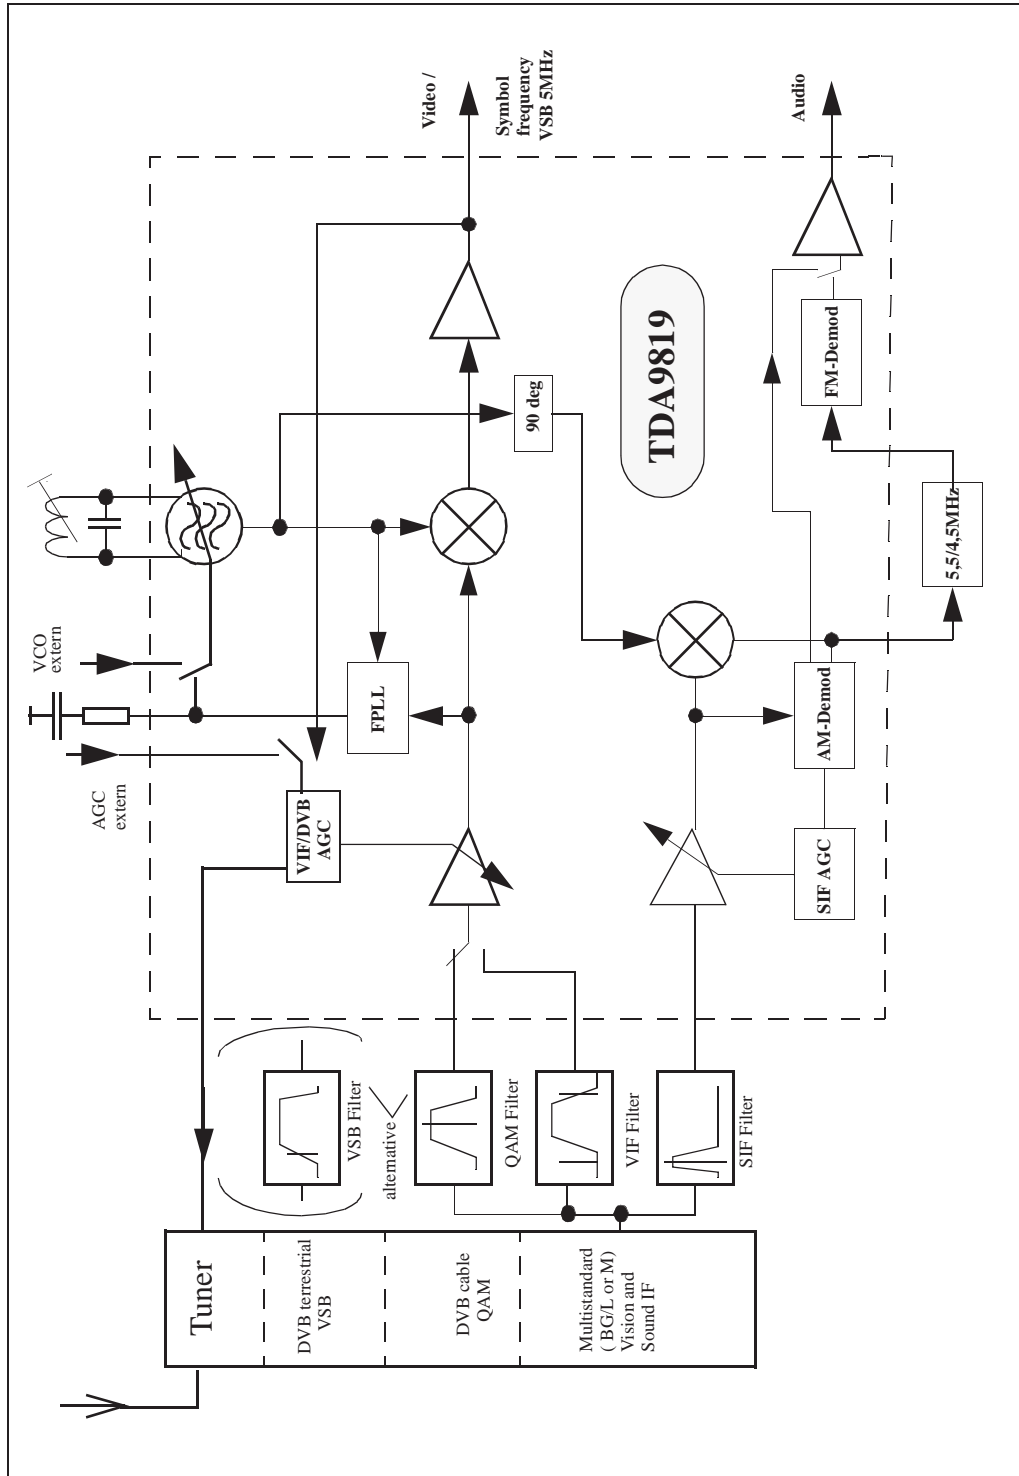 Tuner
DVB terrestrial
VSB
DVB cable
QAM
Multistandard
( BG/L or M)
Vision and
Sound IF
VSB Filter
alternative
QAM Filter
VIF Filter
SIF Filter
AGC
extern
VCO
extern
VIF/DVB
AGC
FPLL
SIF AGC
AM-Demod
90 deg
TDA9819
5,5/4,5MHz
FM-Demod
Video /
Symbol
frequency
VSB 5MHz
Audio